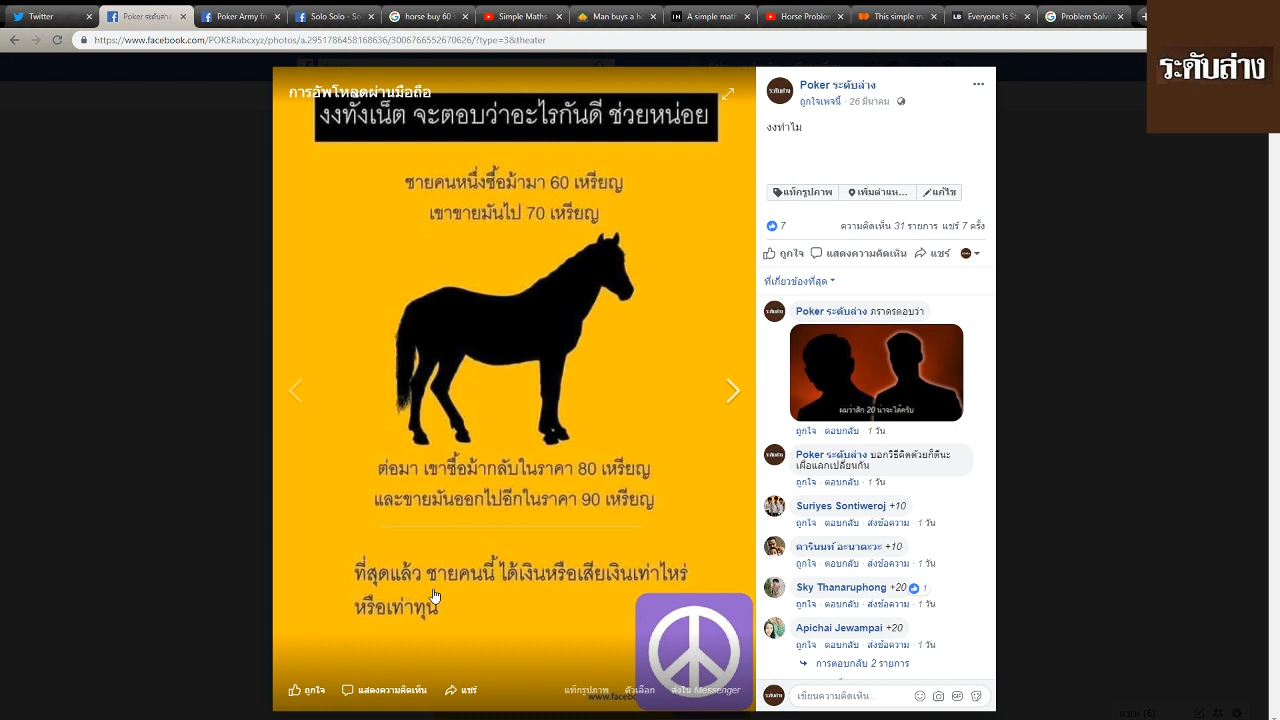 Twitter
Poker ระดับล่าง
Poker Army fr
Solo Solo - So
horse buy 60
Simple Maths
Man buys a ho
A simple math
Horse Problem
This simple m
Everyone Is St
Problem Solvi
https://www.facebook.com/POKERabcxyz/photos/a.2951786458168636/3006766552670626/?type=3&theater
ระดับล่าง
การอัพโหลดผ่านมือถือ
งงทั้งเน็ต จะตอบว่าอะไรกันดี ช่วยหน่อย
ชายคนหนึ่งซื้อม้ามา 60 เหรียญ
เขาขายมันไป 70 เหรียญ
ต่อมา เขาซื้อม้ากลับในราคา 80 เหรียญ
และขายมันออกไปอีกในราคา 90 เหรียญ
ที่สุดแล้ว ชายคนนี้ ได้เงินหรือเสียเงินเท่าไหร่
หรือเท่าทุน
ถูกใจ แสดงความคิดเห็น แชร์
แท็กรูปภาพ ตัวเลือก ส่งใน Messenger
Poker ระดับล่าง
ถูกใจเพจนี้ · 26 มีนาคม ·
งงทำไม
แท็กรูปภาพ เพิ่มตำแห... แก้ไข
7 ความคิดเห็น 31 รายการ แชร์ 7 ครั้ง
ถูกใจ แสดงความคิดเห็น แชร์
ที่เกี่ยวข้องที่สุด
Poker ระดับล่าง ภราดรตอบว่า
ผมว่าสัก 20 น่าจะได้ครับ
ถูกใจ · ตอบกลับ · 1 วัน
Poker ระดับล่าง บอกวิธีคิดด้วยก็ดีนะ
เผื่อแลกเปลี่ยนกัน
ถูกใจ · ตอบกลับ · 1 วัน
Suriyes Sontiweroj +10
ถูกใจ · ตอบกลับ · ส่งข้อความ · 1 วัน
ดารินนท์ อะนาตะวะ +10
ถูกใจ · ตอบกลับ · ส่งข้อความ · 1 วัน
Sky Thanaruphong +20 1
ถูกใจ · ตอบกลับ · ส่งข้อความ · 1 วัน
Apichai Jewampai +20
ถูกใจ · ตอบกลับ · ส่งข้อความ · 1 วัน
การตอบกลับ 2 รายการ
เขียนความคิดเห็น...